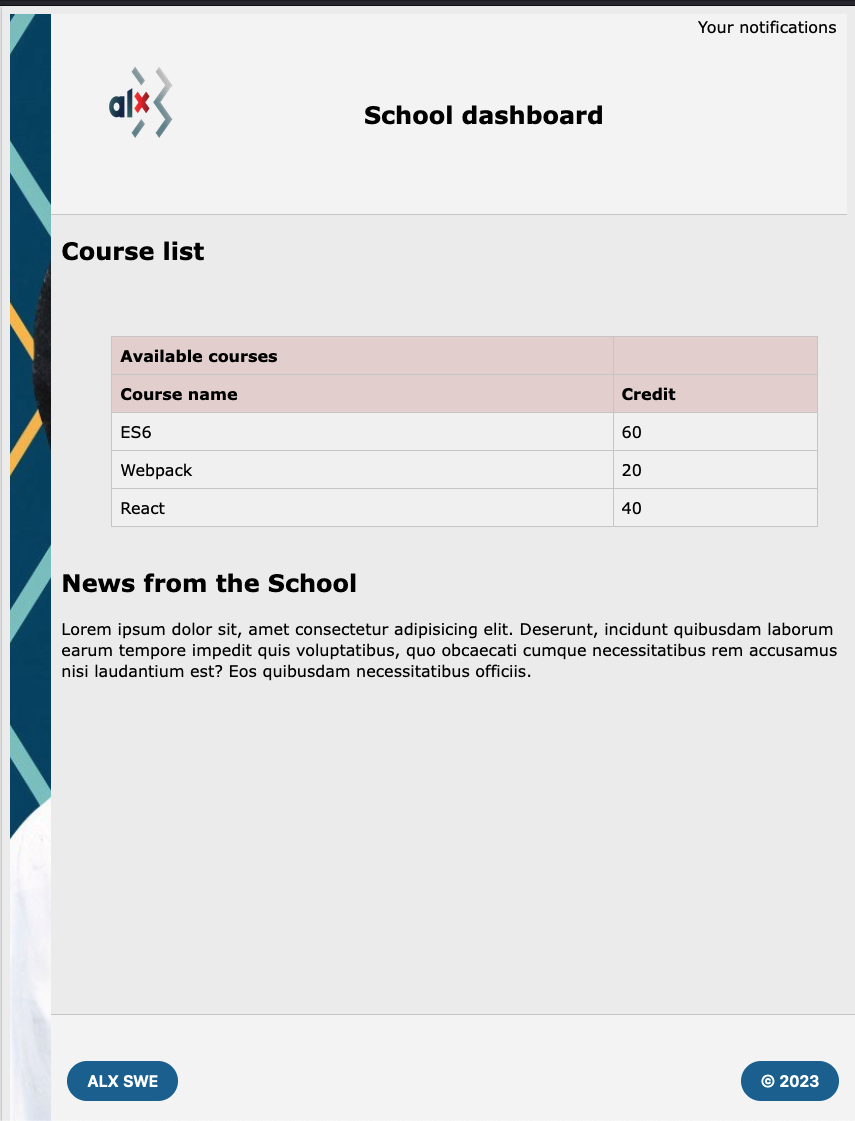 Your notifications
alx
School dashboard
Course list
Available courses
Course name Credit
ES6 60
Webpack 20
React 40
News from the School
Lorem ipsum dolor sit, amet consectetur adipisicing elit. Deserunt, incidunt quibusdam laborum
earum tempore impedit quis voluptatibus, quo obcaecati cumque necessitatibus rem accusamus
nisi laudantium est? Eos quibusdam necessitatibus officiis.
ALX SWE © 2023